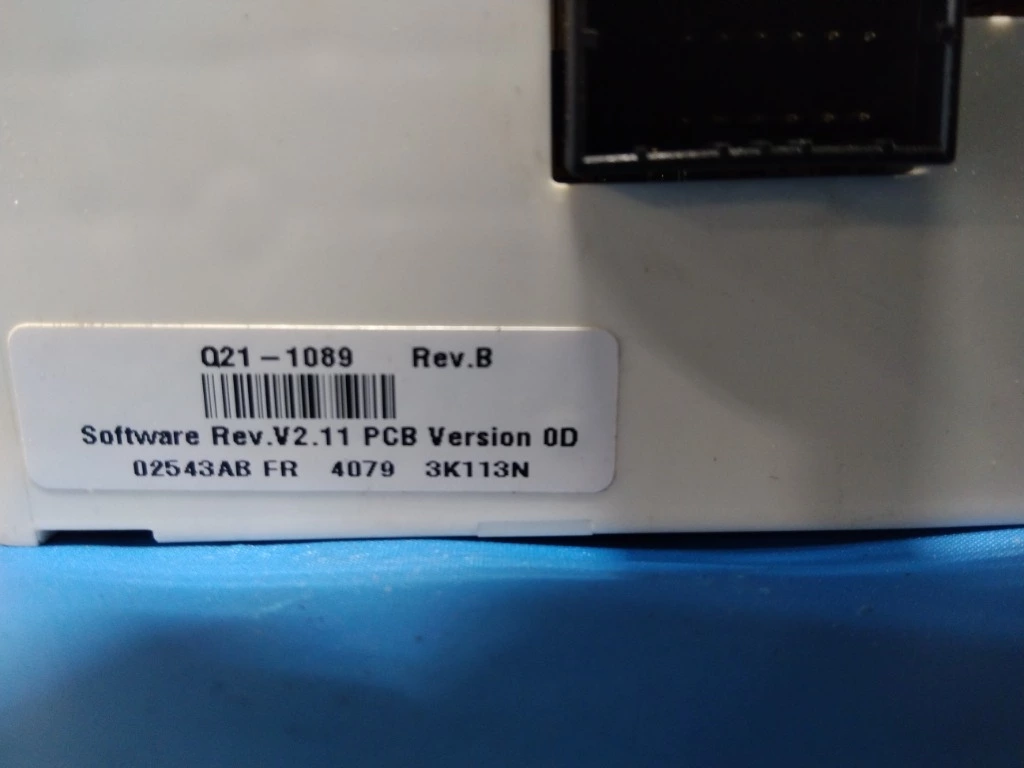 Q21-1089 Rev.B
Software Rev.V2.11 PCB Version 0D
02543AB FR 4079 3K113N